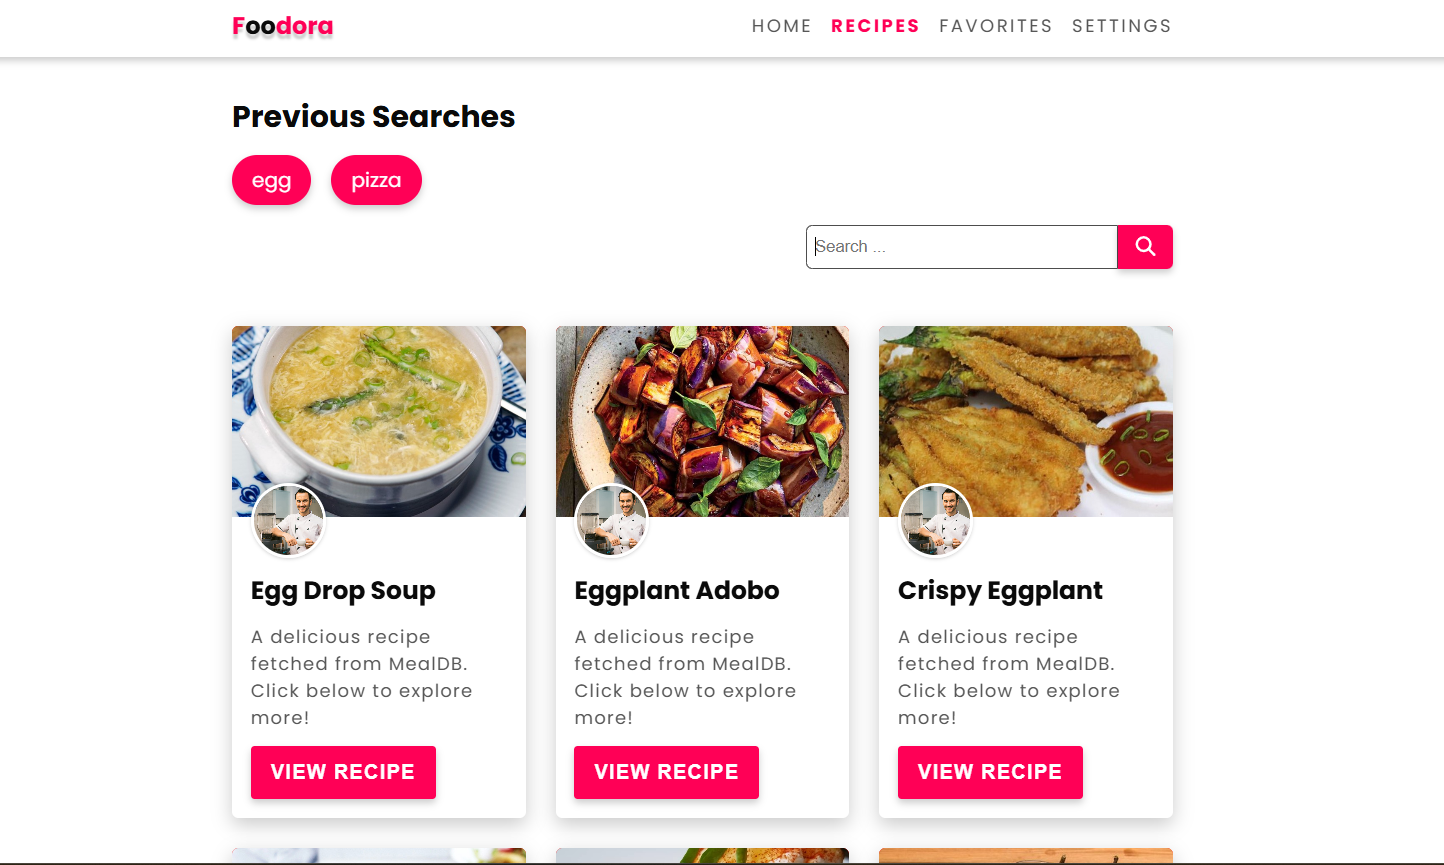 Foodora
HOME RECIPES FAVORITES SETTINGS
Previous Searches
egg pizza
Search ...
Egg Drop Soup
A delicious recipe
fetched from MealDB.
Click below to explore
more!
VIEW RECIPE
Eggplant Adobo
A delicious recipe
fetched from MealDB.
Click below to explore
more!
VIEW RECIPE
Crispy Eggplant
A delicious recipe
fetched from MealDB.
Click below to explore
more!
VIEW RECIPE